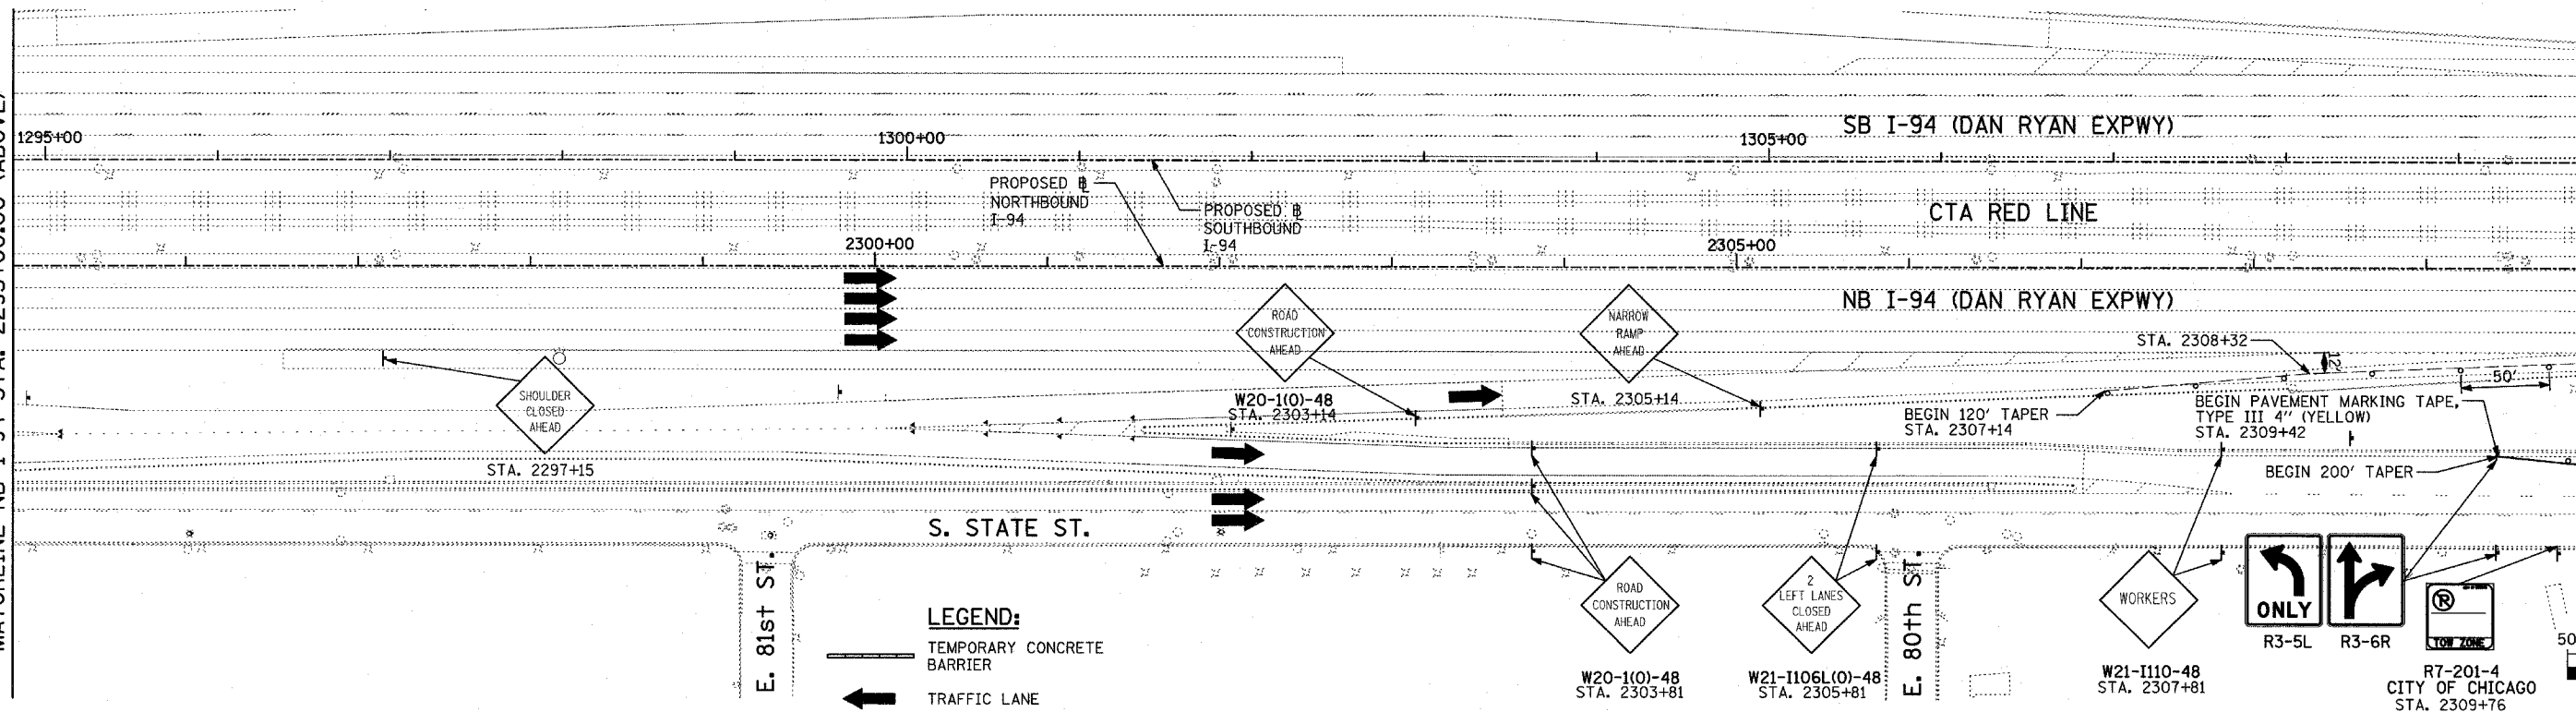 SB I-94 (DAN RYAN EXPWY)
1295+00
1300+00
1305+00
PROPOSED ℄
NORTHBOUND
I-94
PROPOSED ℄
SOUTHBOUND
I-94
CTA RED LINE
2300+00
2305+00
NB I-94 (DAN RYAN EXPWY)
ROAD
CONSTRUCTION
AHEAD
W20-1(O)-48
STA. 2303+14
NARROW
RAMP
AHEAD
STA. 2305+14
STA. 2308+32
12'
50'
SHOULDER
CLOSED
AHEAD
STA. 2297+15
BEGIN 120' TAPER
STA. 2307+14
BEGIN PAVEMENT MARKING TAPE,
TYPE III 4" (YELLOW)
STA. 2309+42
BEGIN 200' TAPER
S. STATE ST.
E. 81st ST.
E. 80th ST.
LEGEND:
TEMPORARY CONCRETE
BARRIER
TRAFFIC LANE
ROAD
CONSTRUCTION
AHEAD
W20-1(O)-48
STA. 2303+81
2
LEFT LANES
CLOSED
AHEAD
W21-I106L(O)-48
STA. 2305+81
WORKERS
W21-I110-48
STA. 2307+81
ONLY
R3-5L
R3-6R
R
TOW ZONE
R7-201-4
CITY OF CHICAGO
STA. 2309+76
50